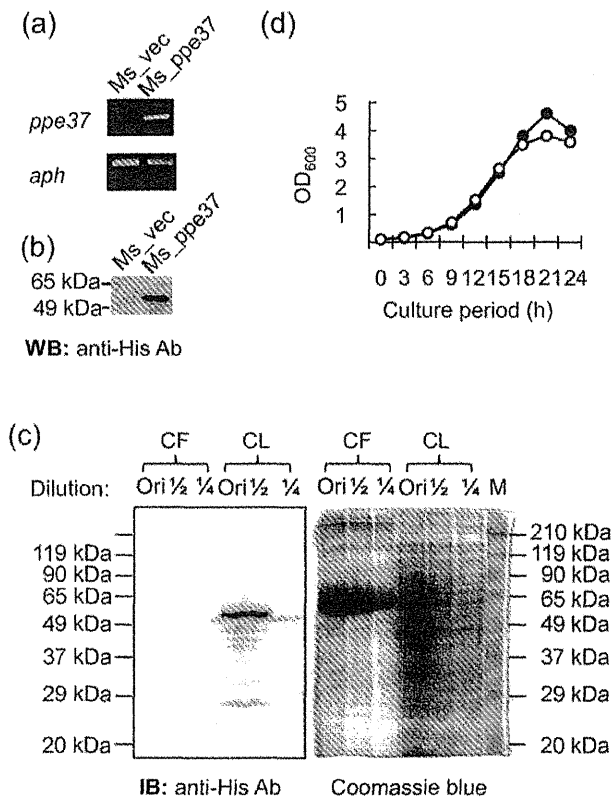 (a)
Ms_vec
Ms_ppe37
ppe37
aph
(b)
Ms_vec
Ms_ppe37
65 kDa
49 kDa
WB: anti-His Ab
(d)
OD600
5
4
3
2
1
0 3 6 9 12 15 18 21 24
Culture period (h)
(c)
CF CL CF CL
Dilution: Ori ½ ¼ Ori ½ ¼ Ori ½ ¼ Ori ½ ¼ M
119 kDa
90 kDa
65 kDa
49 kDa
37 kDa
29 kDa
20 kDa
210 kDa
119 kDa
90 kDa
65 kDa
49 kDa
37 kDa
29 kDa
20 kDa
IB: anti-His Ab
Coomassie blue